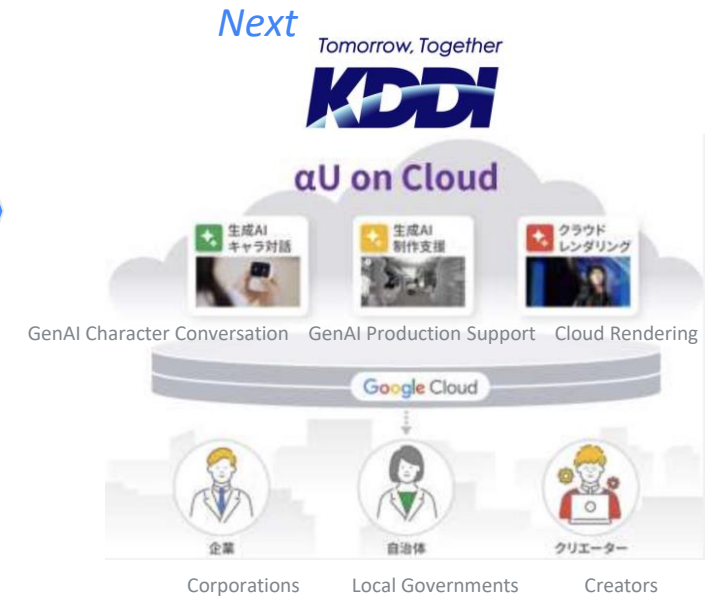 Next
Tomorrow, Together
KDDI
αU on Cloud
生成AI
キャラ対話
生成AI
制作支援
クラウド
レンダリング
GenAI Character Conversation
GenAI Production Support
Cloud Rendering
Google Cloud
企業
自治体
クリエーター
Corporations
Local Governments
Creators